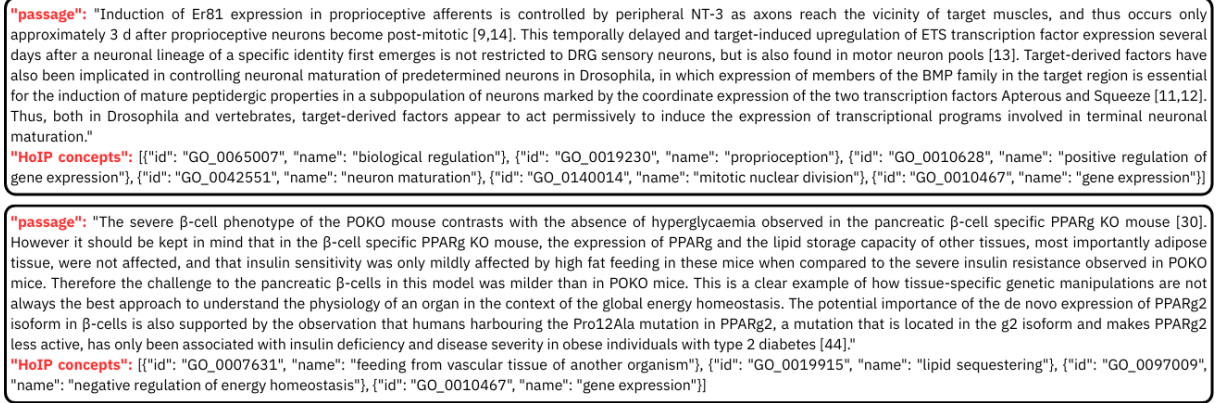 "passage": "Induction of Er81 expression in proprioceptive afferents is controlled by peripheral NT-3 as axons reach the vicinity of target muscles, and thus occurs only
approximately 3 d after proprioceptive neurons become post-mitotic [9,14]. This temporally delayed and target-induced upregulation of ETS transcription factor expression several
days after a neuronal lineage of a specific identity first emerges is not restricted to DRG sensory neurons, but is also found in motor neuron pools [13]. Target-derived factors have
also been implicated in controlling neuronal maturation of predetermined neurons in Drosophila, in which expression of members of the BMP family in the target region is essential
for the induction of mature peptidergic properties in a subpopulation of neurons marked by the coordinate expression of the two transcription factors Apterous and Squeeze [11,12].
Thus, both in Drosophila and vertebrates, target-derived factors appear to act permissively to induce the expression of transcriptional programs involved in terminal neuronal
maturation."
"HoIP concepts": [{"id": "GO_0065007", "name": "biological regulation"}, {"id": "GO_0019230", "name": "proprioception"}, {"id": "GO_0010628", "name": "positive regulation of
gene expression"}, {"id": "GO_0042551", "name": "neuron maturation"}, {"id": "GO_0140014", "name": "mitotic nuclear division"}, {"id": "GO_0010467", "name": "gene expression"}]
"passage": "The severe β-cell phenotype of the POKO mouse contrasts with the absence of hyperglycaemia observed in the pancreatic β-cell specific PPARg KO mouse [30].
However it should be kept in mind that in the β-cell specific PPARg KO mouse, the expression of PPARg and the lipid storage capacity of other tissues, most importantly adipose
tissue, were not affected, and that insulin sensitivity was only mildly affected by high fat feeding in these mice when compared to the severe insulin resistance observed in POKO
mice. Therefore the challenge to the pancreatic β-cells in this model was milder than in POKO mice. This is a clear example of how tissue-specific genetic manipulations are not
always the best approach to understand the physiology of an organ in the context of the global energy homeostasis. The potential importance of the de novo expression of PPARg2
isoform in β-cells is also supported by the observation that humans harbouring the Pro12Ala mutation in PPARg2, a mutation that is located in the g2 isoform and makes PPARg2
less active, has only been associated with insulin deficiency and disease severity in obese individuals with type 2 diabetes [44]."
"HoIP concepts": [{"id": "GO_0007631", "name": "feeding from vascular tissue of another organism"}, {"id": "GO_0019915", "name": "lipid sequestering"}, {"id": "GO_0097009",
"name": "negative regulation of energy homeostasis"}, {"id": "GO_0010467", "name": "gene expression"}]